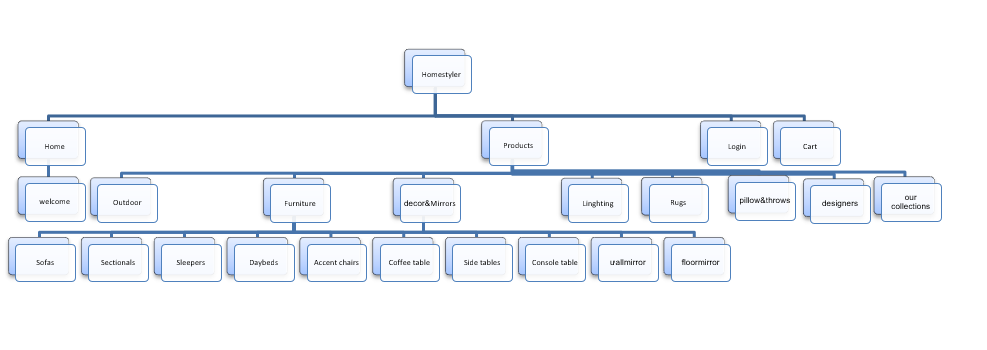 Homestyler
Home
Products
Login
Cart
welcome
Outdoor
Furniture
decor&Mirrors
Linghting
Rugs
pillow&throws
designers
our
collections
Sofas
Sectionals
Sleepers
Daybeds
Accent chairs
Coffee table
Side tables
Console table
wallmirror
floormirror